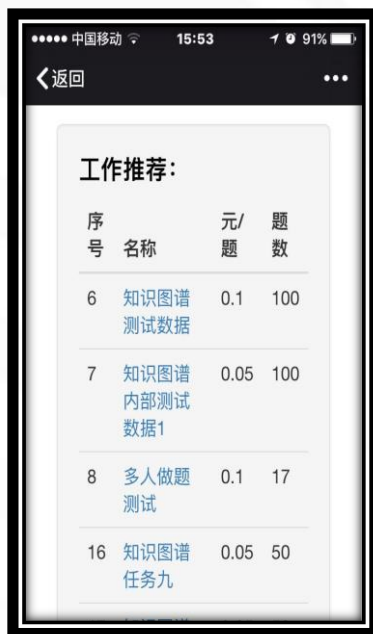 中国移动 15:53 91%
返回
工作推荐：
序号 名称 元/题 题数
6 知识图谱测试数据 0.1 100
7 知识图谱内部测试数据1 0.05 100
8 多人做题测试 0.1 17
16 知识图谱任务九 0.05 50